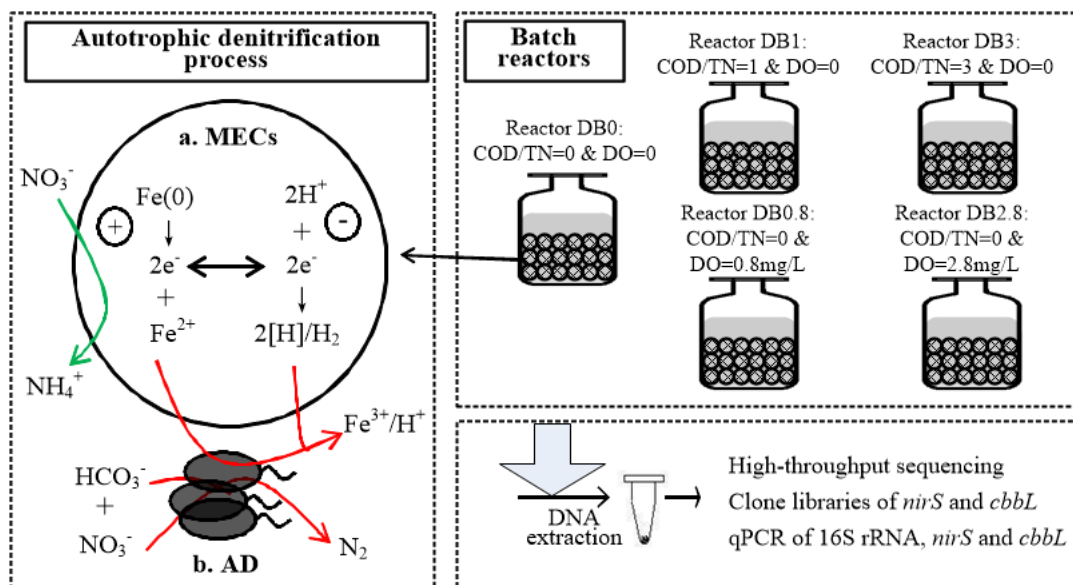 Autotrophic denitrification
process
a. MECs
NO₃⁻
Fe(0)
2H⁺
+
+
-
2e⁻
2e⁻
+
Fe²⁺
2[H]/H₂
NH₄⁺
Fe³⁺/H⁺
HCO₃⁻
+
NO₃⁻
N₂
b. AD
Batch
reactors
Reactor DB0:
COD/TN=0 & DO=0
Reactor DB1:
COD/TN=1 & DO=0
Reactor DB3:
COD/TN=3 & DO=0
Reactor DB0.8:
COD/TN=0 &
DO=0.8mg/L
Reactor DB2.8:
COD/TN=0 &
DO=2.8mg/L
DNA
extraction
High-throughput sequencing
Clone libraries of nirS and cbbL
qPCR of 16S rRNA, nirS and cbbL